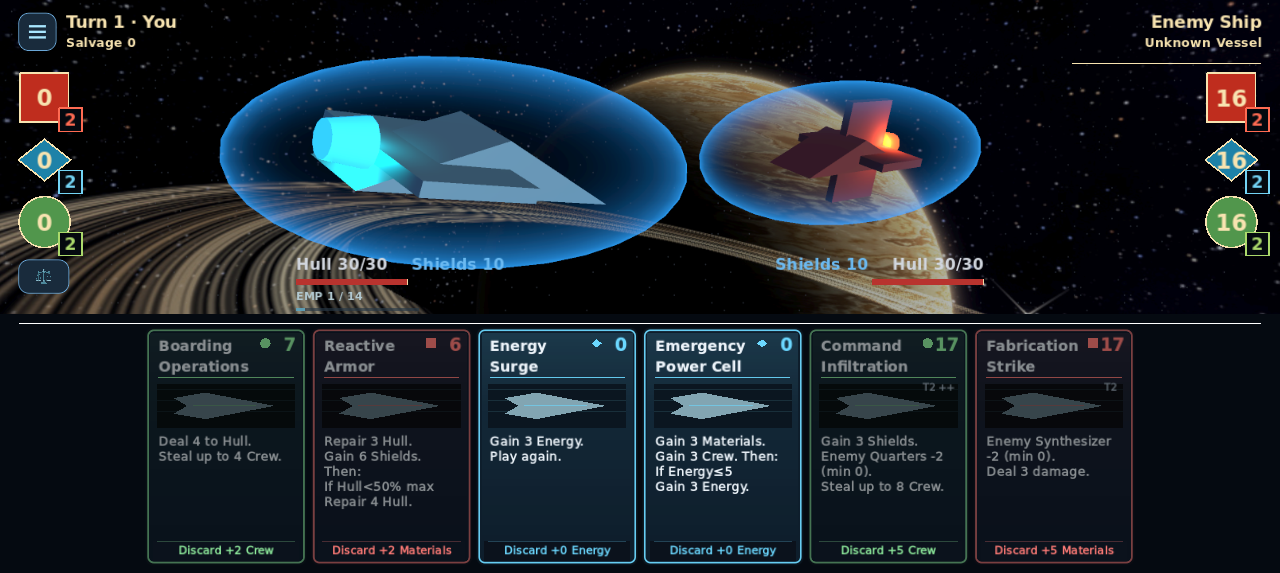 Turn 1 · You
Salvage 0
Enemy Ship
Unknown Vessel
0
2
0
2
0
2
16
2
16
2
16
2
Hull 30/30 Shields 10
EMP 1 / 14
Shields 10 Hull 30/30
Boarding Operations 7
Deal 4 to Hull.
Steal up to 4 Crew.
Discard +2 Crew
Reactive Armor 6
Repair 3 Hull.
Gain 6 Shields.
Then:
If Hull<50% max
Repair 4 Hull.
Discard +2 Materials
Energy Surge 0
Gain 3 Energy.
Play again.
Discard +0 Energy
Emergency Power Cell 0
Gain 3 Materials.
Gain 3 Crew. Then:
If Energy≤5
Gain 3 Energy.
Discard +0 Energy
Command Infiltration 17
T2 ++
Gain 3 Shields.
Enemy Quarters -2
(min 0).
Steal up to 8 Crew.
Discard +5 Crew
Fabrication Strike 17
T2
Enemy Synthesizer
-2 (min 0).
Deal 3 damage.
Discard +5 Materials